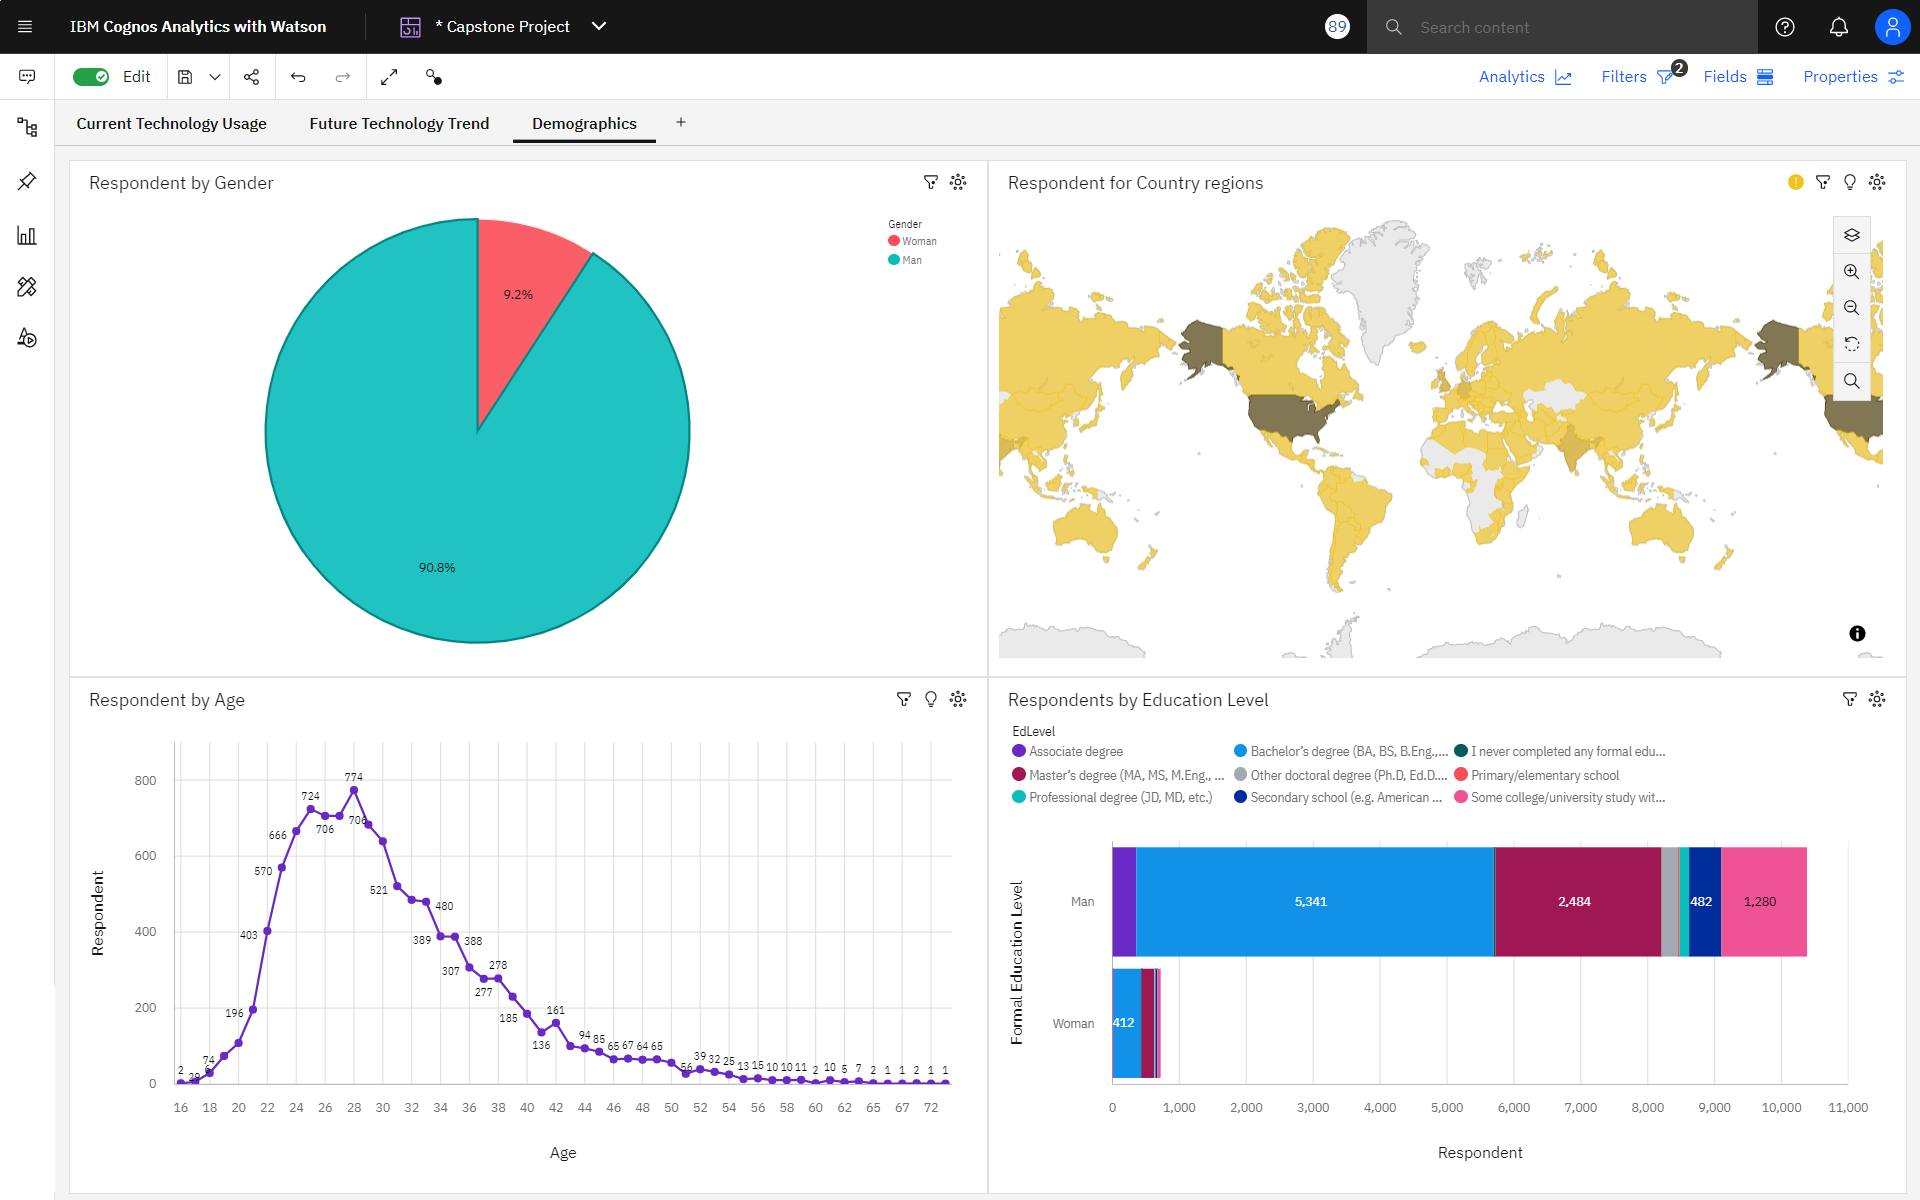 IBM Cognos Analytics with Watson
* Capstone Project
89
Search content
Edit
Analytics
Filters
2
Fields
Properties
Current Technology Usage
Future Technology Trend
Demographics
+
Respondent by Gender
Gender
Woman
Man
9.2%
90.8%
Respondent for Country regions
Respondent by Age
Respondent
800
600
400
200
0
2
74
196
403
570
666
724
706
774
706
521
480
389
388
307
277
278
185
136
161
94
85
65 67 64 65
56
39 32 25
13 15 10 10 11 2 10 5 7 2 1 1 2 1 1
16 18 20 22 24 26 28 30 32 34 36 38 40 42 44 46 48 50 52 54 56 58 60 62 65 67 72
Age
Respondents by Education Level
EdLevel
Associate degree
Bachelor's degree (BA, BS, B.Eng.,...
I never completed any formal edu...
Master's degree (MA, MS, M.Eng., ...
Other doctoral degree (Ph.D, Ed.D....
Primary/elementary school
Professional degree (JD, MD, etc.)
Secondary school (e.g. American ...
Some college/university study wit...
Formal Education Level
Man
5,341
2,484
482
1,280
Woman
412
0 1,000 2,000 3,000 4,000 5,000 6,000 7,000 8,000 9,000 10,000 11,000
Respondent